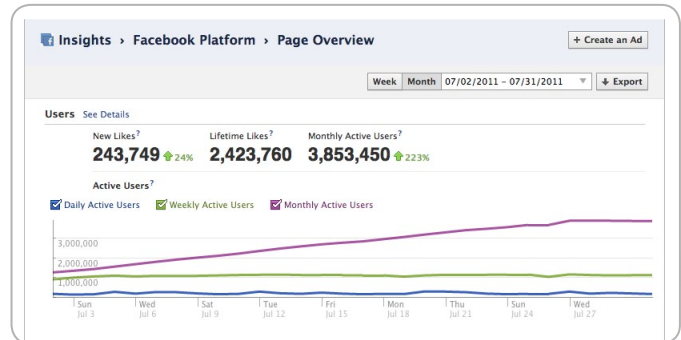 Insights › Facebook Platform › Page Overview
+ Create an Ad
Week Month 07/02/2011 – 07/31/2011 Export
Users See Details
New Likes? Lifetime Likes? Monthly Active Users?
243,749 24% 2,423,760 3,853,450 223%
Active Users?
Daily Active Users Weekly Active Users Monthly Active Users
3,000,000
2,000,000
1,000,000
Sun Wed Sat Tue Fri Mon Thu Sun Wed
Jul 3 Jul 6 Jul 9 Jul 12 Jul 15 Jul 18 Jul 21 Jul 24 Jul 27